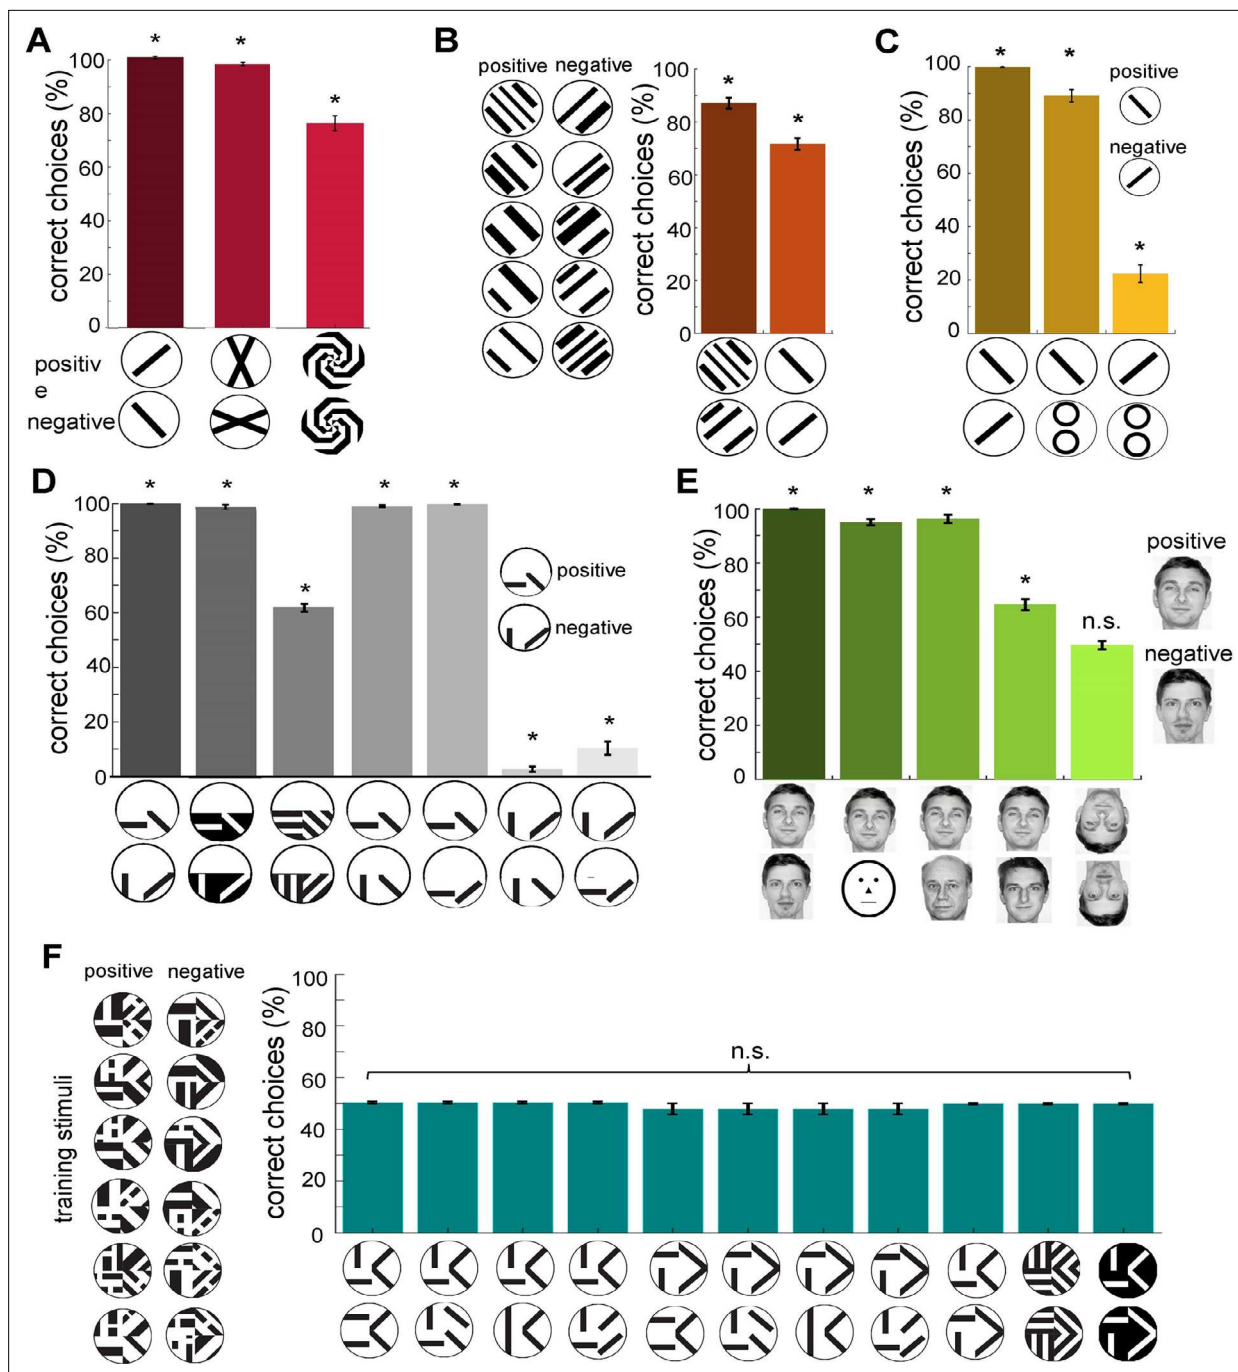 A
correct choices (%)
100
80
60
40
20
0
*
*
*
positiv
e
negative
B
positive negative
correct choices (%)
100
80
60
40
20
0
*
*
C
correct choices (%)
100
80
60
40
20
0
*
*
*
positive
negative
D
correct choices (%)
100
80
60
40
20
0
*
*
*
*
*
*
*
positive
negative
E
correct choices (%)
100
80
60
40
20
0
*
*
*
*
n.s.
positive
negative
F
positive negative
training stimuli
correct choices (%)
100
80
60
40
20
0
n.s.